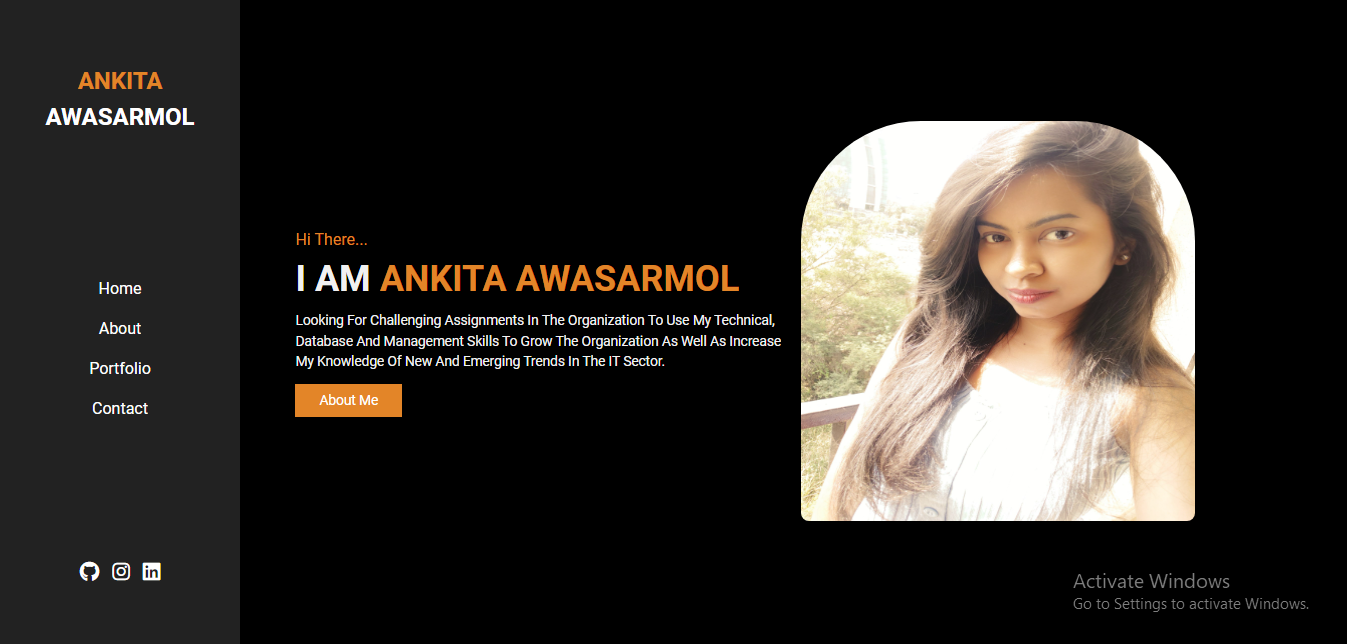 ANKITA
AWASARMOL
Home
About
Portfolio
Contact
Hi There...
I AM ANKITA AWASARMOL
Looking For Challenging Assignments In The Organization To Use My Technical,
Database And Management Skills To Grow The Organization As Well As Increase
My Knowledge Of New And Emerging Trends In The IT Sector.
About Me
Activate Windows
Go to Settings to activate Windows.